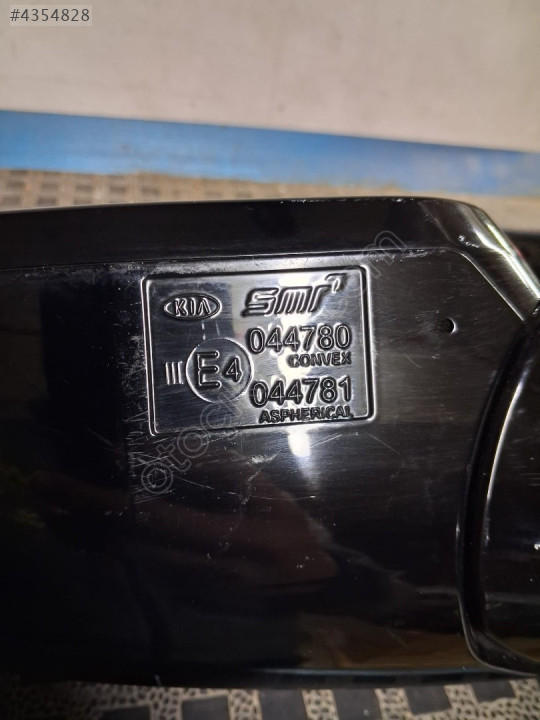 #4354828
KIA smr
044780
CONVEX
III E4
044781
ASPHERICAL